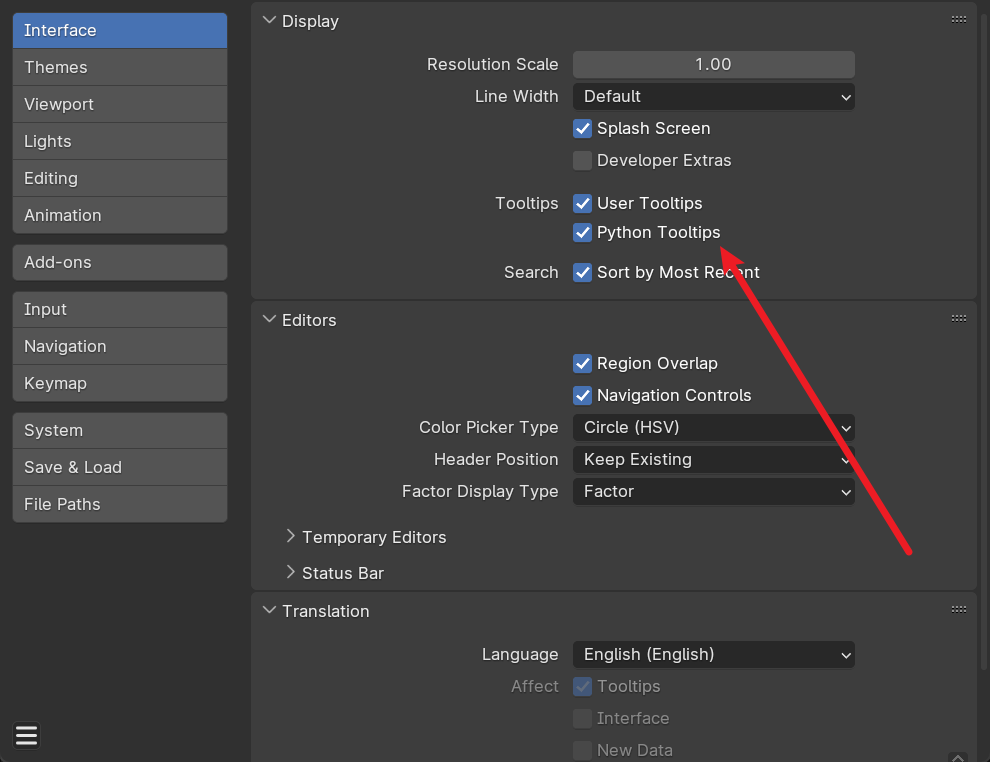 Interface
Themes
Viewport
Lights
Editing
Animation
Add-ons
Input
Navigation
Keymap
System
Save & Load
File Paths
Display
Resolution Scale 1.00
Line Width Default
Splash Screen
Developer Extras
Tooltips User Tooltips
Python Tooltips
Search Sort by Most Recent
Editors
Region Overlap
Navigation Controls
Color Picker Type Circle (HSV)
Header Position Keep Existing
Factor Display Type Factor
Temporary Editors
Status Bar
Translation
Language English (English)
Affect Tooltips
Interface
New Data